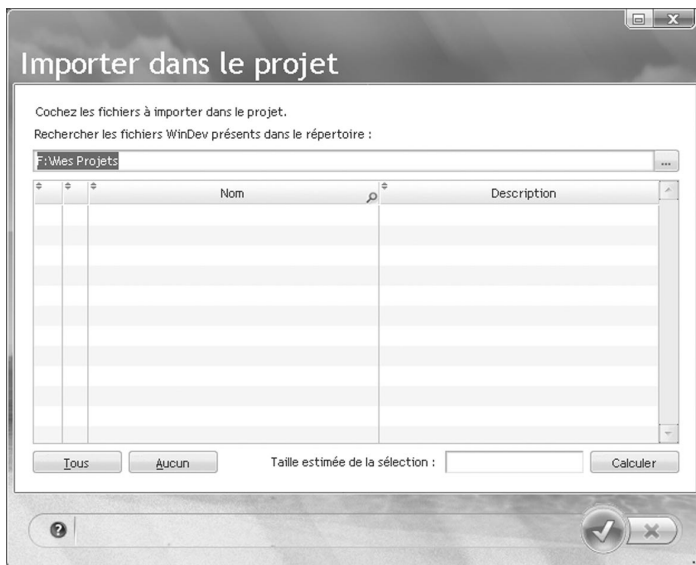 Importer dans le projet
Cochez les fichiers à importer dans le projet.
Rechercher les fichiers WinDev présents dans le répertoire :
F:\Mes Projets
...
Nom
Description
Tous
Aucun
Taille estimée de la sélection :
Calculer